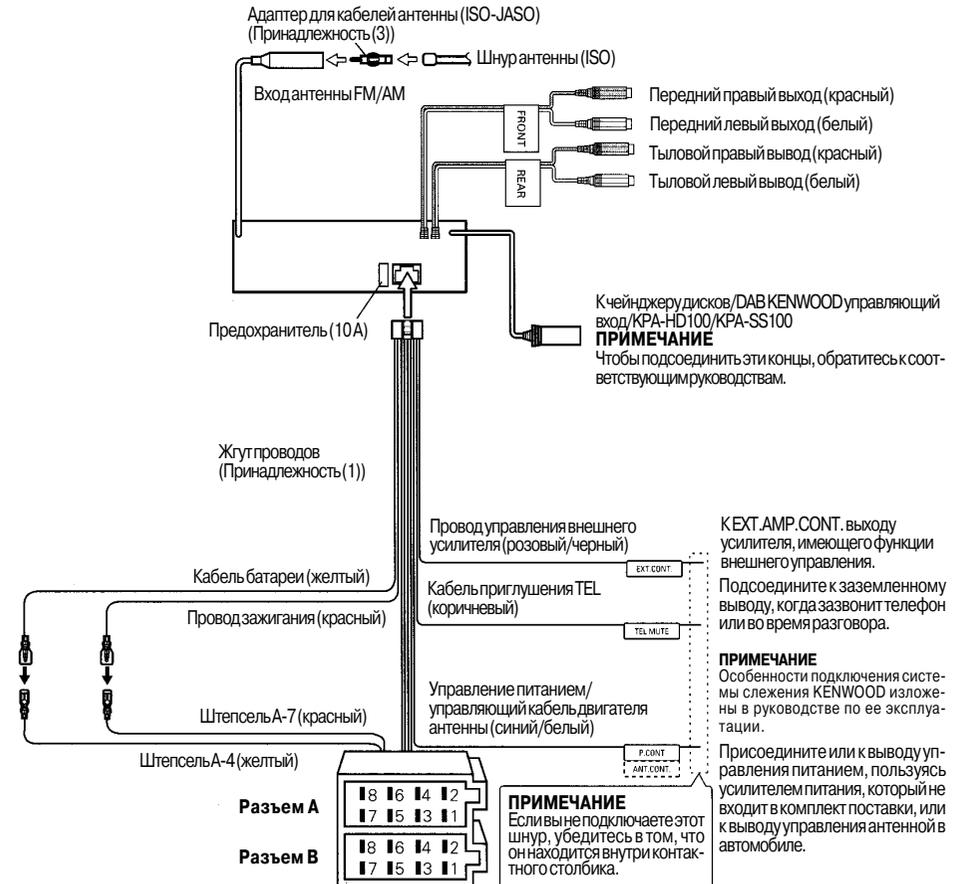 Адаптер для кабелей антенны (ISO-JASO)
(Принадлежность (3))
Шнур антенны (ISO)
Вход антенны FM/AM
FRONT
REAR
Передний правый выход (красный)
Передний левый выход (белый)
Тыловой правый вывод (красный)
Тыловой левый вывод (белый)
Предохранитель (10 A)
К чейнджеру дисков/DAB KENWOOD управляющий
вход/KPA-HD100/KPA-SS100
ПРИМЕЧАНИЕ
Чтобы подсоединить эти концы, обратитесь к соот-
ветствующим руководствам.
Жгут проводов
(Принадлежность (1))
Провод управления внешнего
усилителя (розовый/черный)
EXT.CONT.
К EXT.AMP.CONT. выходу
усилителя, имеющего функции
внешнего управления.
Кабель батареи (желтый)
Провод зажигания (красный)
Кабель приглушения TEL
(коричневый)
TEL MUTE
Подсоедините к заземленному
выводу, когда зазвонит телефон
или во время разговора.
ПРИМЕЧАНИЕ
Особенности подключения систе-
мы слежения KENWOOD изложе-
ны в руководстве по ее эксплуа-
тации.
Управление питанием/
управляющий кабель двигателя
антенны (синий/белый)
P.CONT
ANT.CONT.
Присоедините или к выводу уп-
равления питанием, пользуясь
усилителем питания, который не
входит в комплект поставки, или
к выводу управления антенной в
автомобиле.
Штепсель A-7 (красный)
Штепсель A-4 (желтый)
Разъем A
8 6 4 2
7 5 3 1
Разъем B
8 6 4 2
7 5 3 1
ПРИМЕЧАНИЕ
Если вы не подключаете этот
шнур, убедитесь в том, что
он находится внутри контак-
тного столбика.